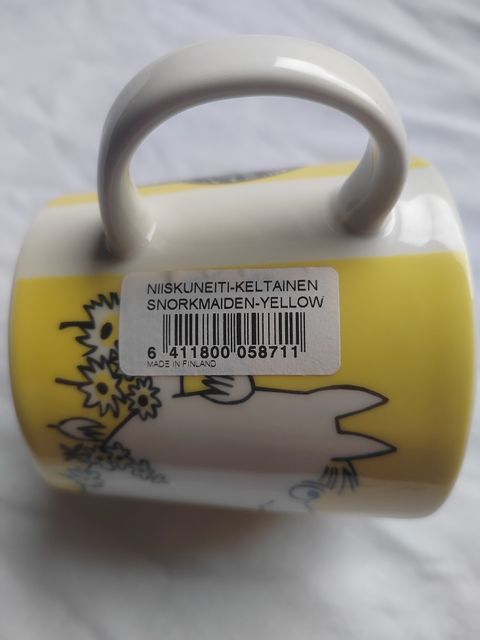 NIISKUNEITI-KELTAINEN
SNORKMAIDEN-YELLOW
6 411800 058711
MADE IN FINLAND